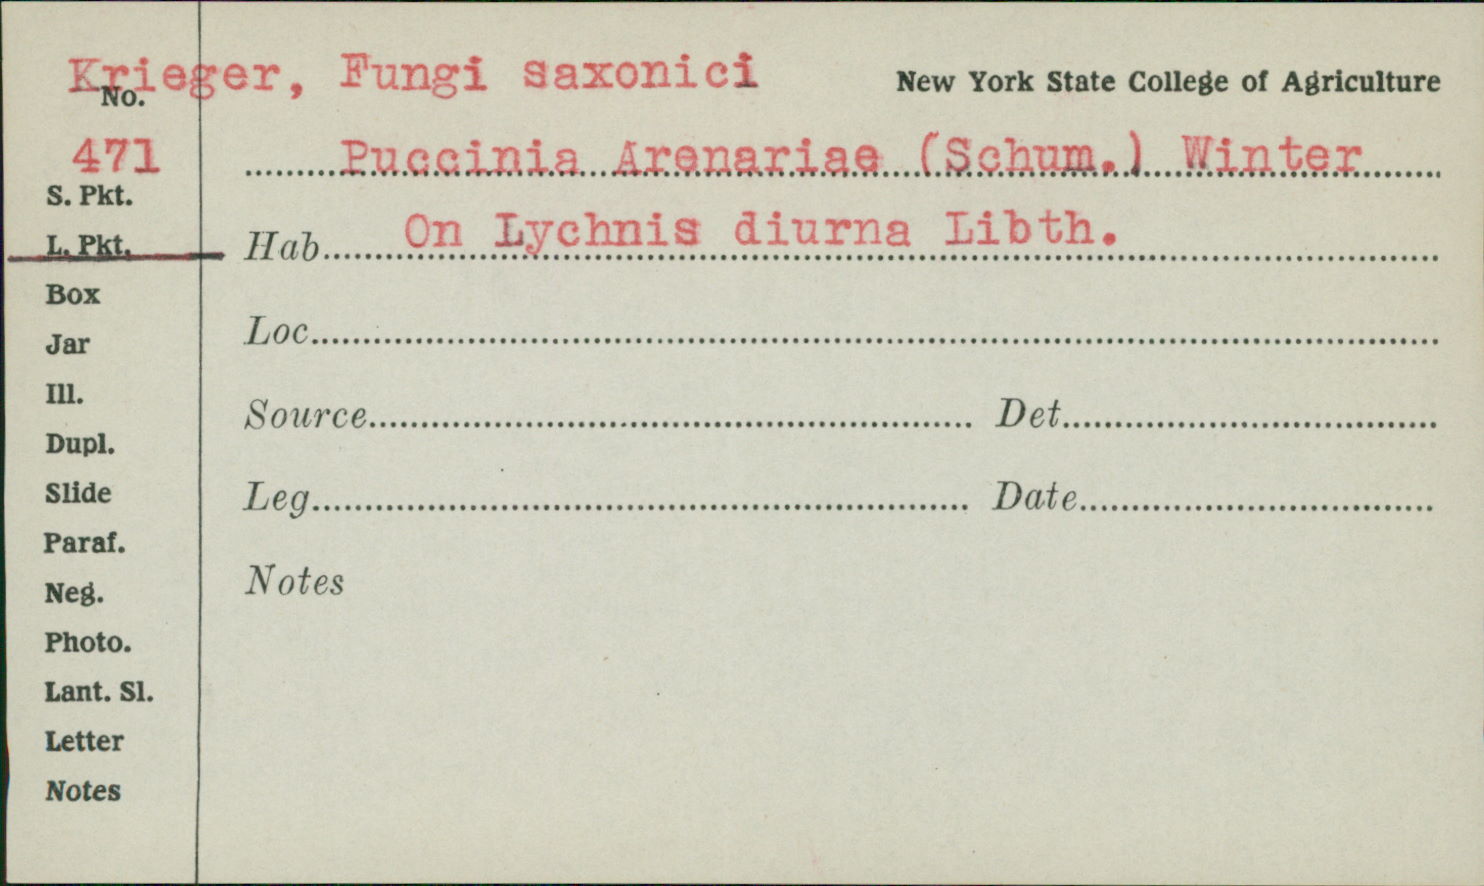 Krieger, Fungi saxonici
New York State College of Agriculture
No.
471
Puccinia Arenariae (Schum.) Winter
S. Pkt.
L. Pkt.
Hab. On Lychnis diurna Libth.
Box
Loc.
Jar
Ill.
Source Det.
Dupl.
Slide
Leg. Date
Paraf.
Notes
Neg.
Photo.
Lant. Sl.
Letter
Notes